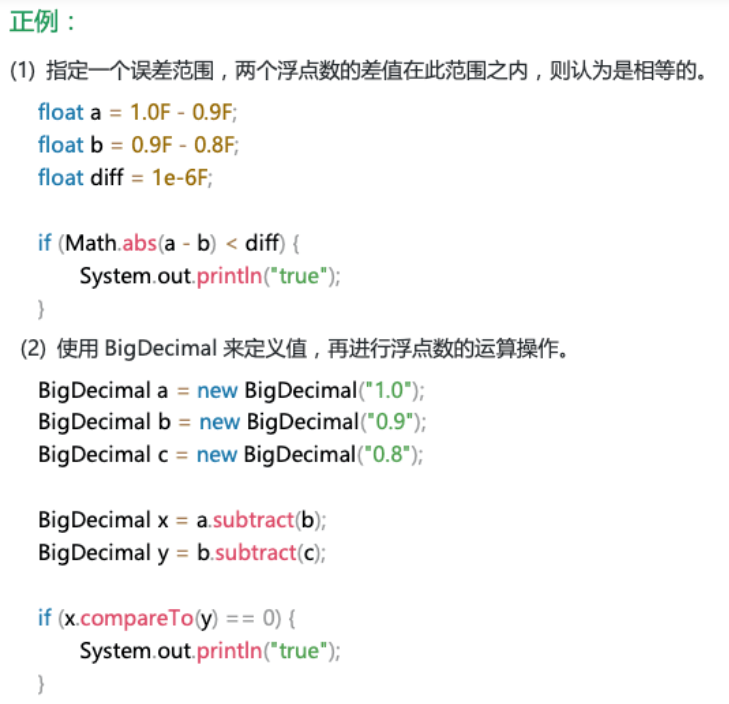 正例：
(1) 指定一个误差范围，两个浮点数的差值在此范围之内，则认为是相等的。
float a = 1.0F - 0.9F;
float b = 0.9F - 0.8F;
float diff = 1e-6F;
if (Math.abs(a - b) < diff) {
System.out.println("true");
}
(2) 使用 BigDecimal 来定义值，再进行浮点数的运算操作。
BigDecimal a = new BigDecimal("1.0");
BigDecimal b = new BigDecimal("0.9");
BigDecimal c = new BigDecimal("0.8");
BigDecimal x = a.subtract(b);
BigDecimal y = b.subtract(c);
if (x.compareTo(y) == 0) {
System.out.println("true");
}